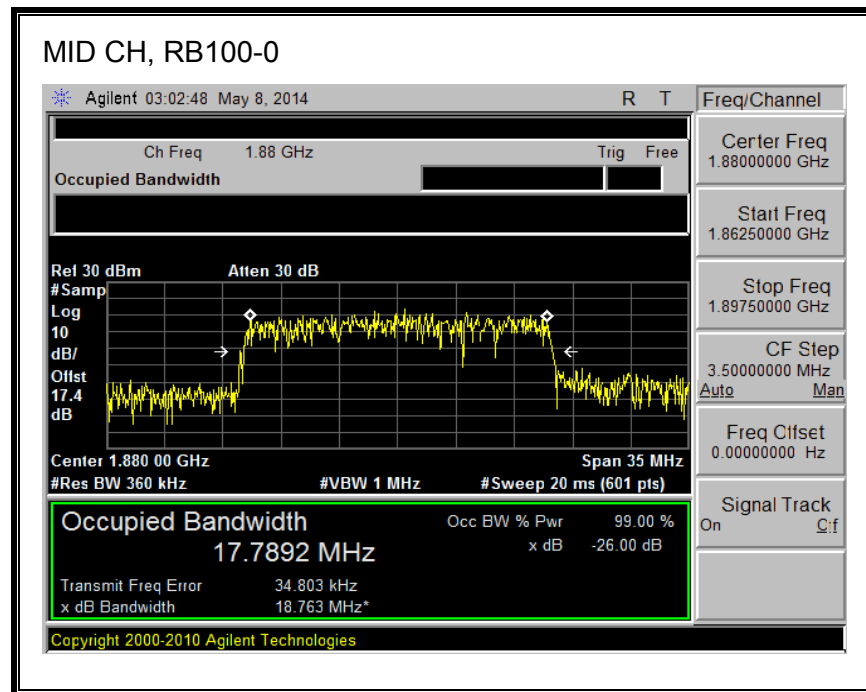 MID CH, RB100-0
Agilent 03:02:48 May 8, 2014 R T
Freq/Channel
Ch Freq 1.88 GHz Trig Free
Occupied Bandwidth
Center Freq
1.88000000 GHz
Start Freq
1.86250000 GHz
Stop Freq
1.89750000 GHz
CF Step
3.50000000 MHz
Auto Man
Freq Offset
0.00000000 Hz
Signal Track
On Off
Ref 30 dBm Atten 30 dB
#Samp
Log
10
dB/
Offst
17.4
dB
Center 1.880 00 GHz Span 35 MHz
#Res BW 360 kHz #VBW 1 MHz #Sweep 20 ms (601 pts)
Occupied Bandwidth
17.7892 MHz
Occ BW % Pwr 99.00 %
x dB -26.00 dB
Transmit Freq Error 34.803 kHz
x dB Bandwidth 18.763 MHz*
Copyright 2000-2010 Agilent Technologies